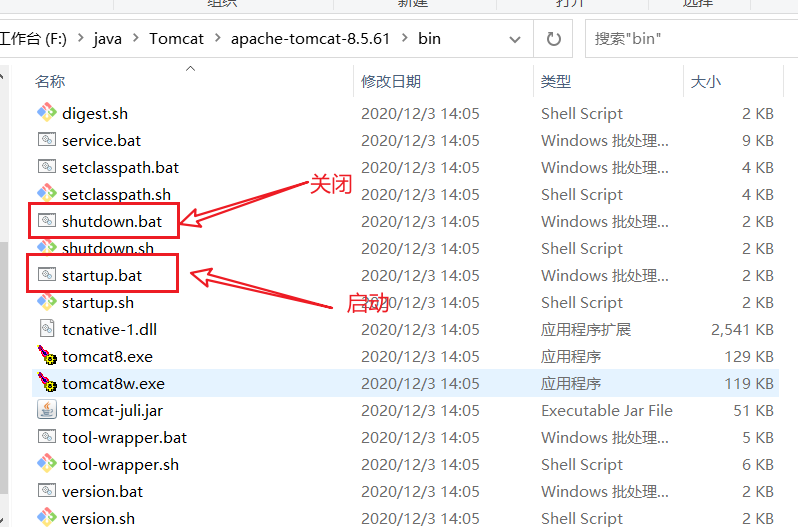 组织 新建 打开 选择
工作台 (F:) › java › Tomcat › apache-tomcat-8.5.61 › bin 搜索"bin"
名称 修改日期 类型 大小
digest.sh 2020/12/3 14:05 Shell Script 2 KB
service.bat 2020/12/3 14:05 Windows 批处理... 9 KB
setclasspath.bat 2020/12/3 14:05 Windows 批处理... 4 KB
setclasspath.sh 2020/12/3 14:05 Shell Script 4 KB
关闭
shutdown.bat 2020/12/3 14:05 Windows 批处理... 2 KB
shutdown.sh 2020/12/3 14:05 Shell Script 2 KB
startup.bat 2020/12/3 14:05 Windows 批处理... 2 KB
启动
startup.sh 2020/12/3 14:05 Shell Script 2 KB
tcnative-1.dll 2020/12/3 14:05 应用程序扩展 2,541 KB
tomcat8.exe 2020/12/3 14:05 应用程序 129 KB
tomcat8w.exe 2020/12/3 14:05 应用程序 119 KB
tomcat-juli.jar 2020/12/3 14:05 Executable Jar File 51 KB
tool-wrapper.bat 2020/12/3 14:05 Windows 批处理... 5 KB
tool-wrapper.sh 2020/12/3 14:05 Shell Script 6 KB
version.bat 2020/12/3 14:05 Windows 批处理... 2 KB
version.sh 2020/12/3 14:05 Shell Script 2 KB